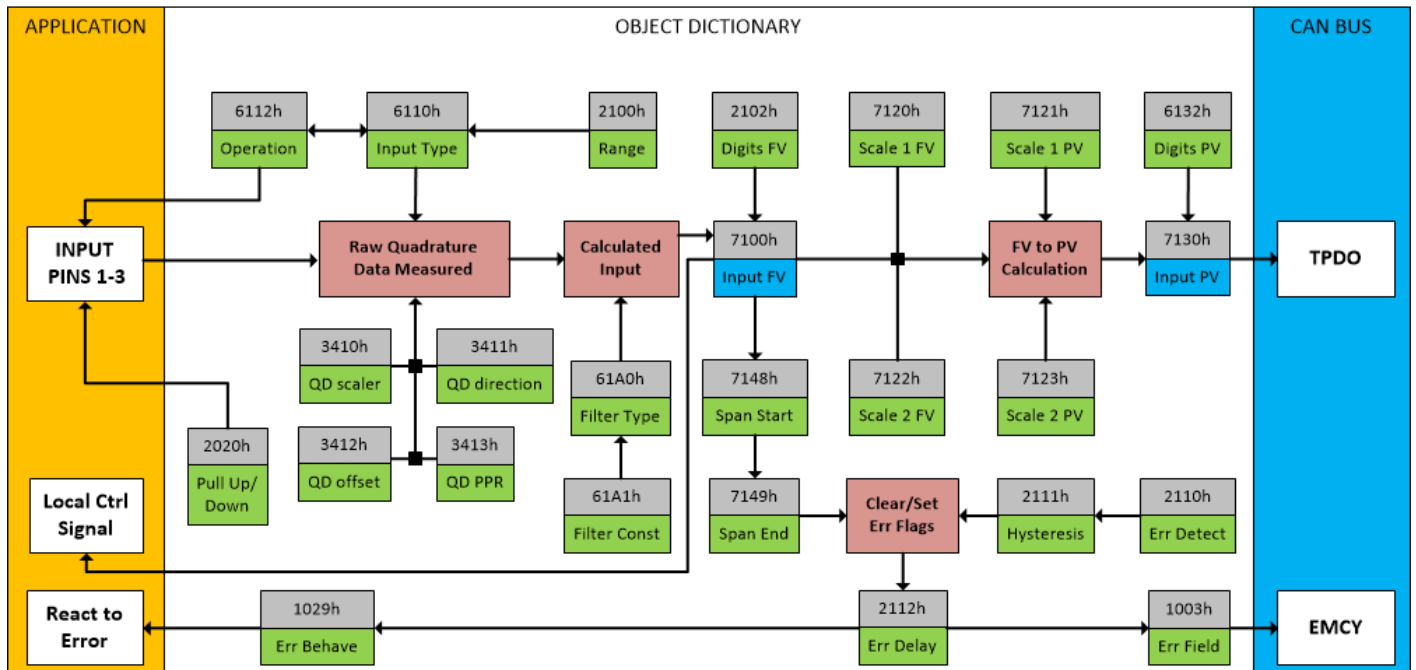 APPLICATION
OBJECT DICTIONARY
CAN BUS
6112h
Operation
6110h
Input Type
2100h
Range
2102h
Digits FV
7120h
Scale 1 FV
7121h
Scale 1 PV
6132h
Digits PV
INPUT
PINS 1-3
Raw Quadrature
Data Measured
Calculated
Input
7100h
Input FV
FV to PV
Calculation
7130h
Input PV
TPDO
3410h
QD scaler
3411h
QD direction
61A0h
Filter Type
7148h
Span Start
7122h
Scale 2 FV
7123h
Scale 2 PV
2020h
Pull Up/
Down
3412h
QD offset
3413h
QD PPR
61A1h
Filter Const
7149h
Span End
Clear/Set
Err Flags
2111h
Hysteresis
2110h
Err Detect
Local Ctrl
Signal
React to
Error
1029h
Err Behave
2112h
Err Delay
1003h
Err Field
EMCY